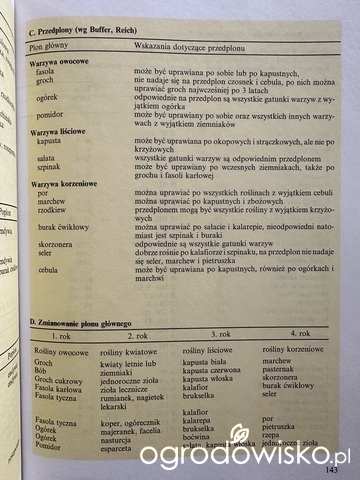 C. Przedplony (wg Buffer, Reich)
Plon główny Wskazania dotyczące przedplonu
Warzywa owocowe
fasola może być uprawiana po sobie lub po kapustnych,
groch nie nadaje się na przedplon czosnek i cebula, po nich można
uprawiać groch najwcześniej po 3 latach
ogórek odpowiednie na przedplon są wszystkie gatunki warzyw z wy-
jątkiem ogórka
pomidor może być uprawiany po sobie oraz wszystkich innych warzy-
wach z wyjątkiem ziemniaków
Warzywa liściowe
kapusta może być uprawiana po okopowych i strączkowych, ale nie po
krzyżowych
sałata wszystkie gatunki warzyw są odpowiednim przedplonem
szpinak może być uprawiany po wczesnych ziemniakach, także po
grochu i fasoli karłowej
Warzywa korzeniowe
por można uprawiać po wszystkich roślinach z wyjątkiem cebuli
marchew można uprawiać po kapustnych i zbożowych
rzodkiew przedplonem mogą być wszystkie rośliny z wyjątkiem krzyżo-
wych
burak ćwikłowy można uprawiać po sałacie i kalarepie, nieodpowiedni nato-
miast jest szpinak i buraki
skorzonera odpowiednie są wszystkie gatunki warzyw
seler dobrze rośnie po kalafiorze i szpinaku, na przedplon nie nadaje
się seler, marchew i pietruszka
cebula może być uprawiana po kapustnych, również po ogórkach i
marchwi
D. Zmianowanie plonu głównego
1. rok 2. rok 3. rok 4. rok
Rośliny owocowe rośliny kwiatowe rośliny liściowe rośliny korzeniowe
Groch kwiaty letnie lub kapusta biała marchew
Bób ziemniaki kapusta czerwona pasternak
Groch cukrowy jednoroczne zioła kapusta włoska skorzonera
Fasola karłowa zioła lecznicze kalafior burak ćwikłowy
Fasola tyczna rumianek, nagietek brukselka seler
lekarski
kalafior
Fasola tyczna koper, ogórecznik kalarepa por
Ogórek majeranek, facelia brukselka pietruszka
Ogórek nasturcja boćwina rzepa
Pomidor esparceta sałata, kapusta włoska jednoroczne zioła
143
ogrodowisko.pl